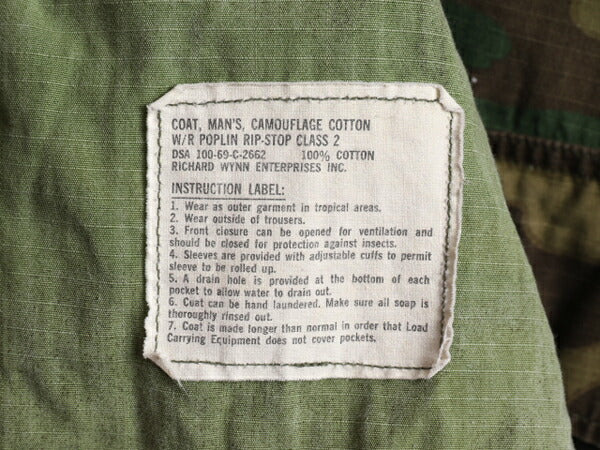 COAT, MAN'S, CAMOUFLAGE COTTON
W/R POPLIN RIP-STOP CLASS 2
DSA 100-69-C-2662 100% COTTON
RICHARD WYNN ENTERPRISES INC.
INSTRUCTION LABEL:
1. Wear as outer garment in tropical areas.
2. Wear outside of trousers.
3. Front closure can be opened for ventilation and
should be closed for protection against insects.
4. Sleeves are provided with adjustable cuffs to permit
sleeve to be rolled up.
5. A drain hole is provided at the bottom of each
pocket to allow water to drain out.
6. Coat can be hand laundered. Make sure all soap is
thoroughly rinsed out.
7. Coat is made longer than normal in order that Load
Carrying Equipment does not cover pockets.